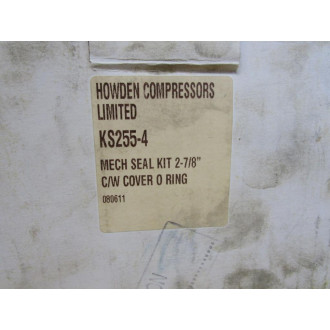 HOWDEN COMPRESSORS
LIMITED
KS255-4
MECH SEAL KIT 2-7/8"
C/W COVER O RING
080611